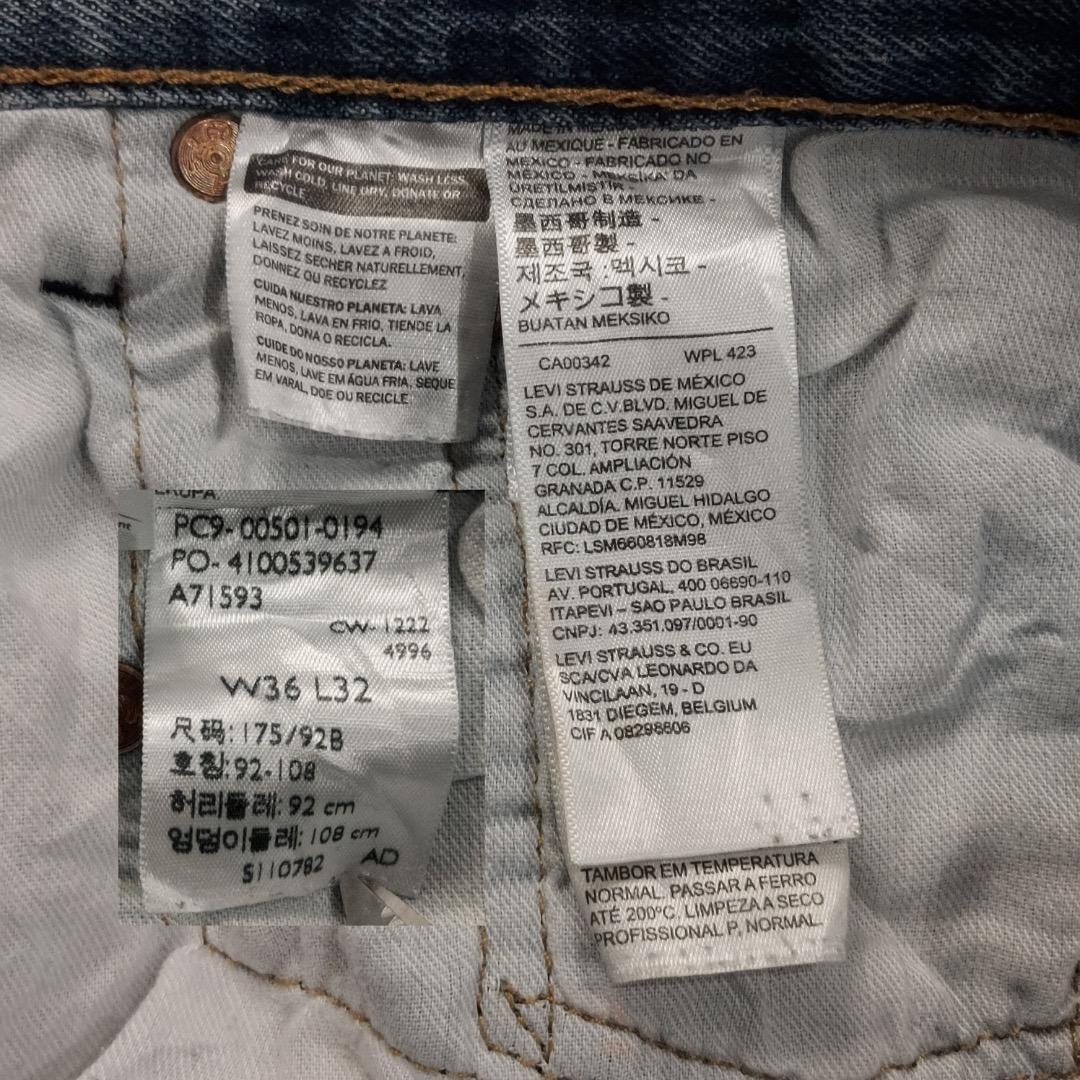 CARE FOR OUR PLANET: WASH LESS,
WASH COLD, LINE DRY, DONATE OR
RECYCLE
PRENEZ SOIN DE NOTRE PLANETE:
LAVEZ MOINS, LAVEZ A FROID,
LAISSEZ SECHER NATURELLEMENT,
DONNEZ OU RECYCLEZ
CUIDA NUESTRO PLANETA: LAVA
MENOS, LAVA EN FRIO, TIENDE LA
ROPA, DONA O RECICLA.
CUIDE DO NOSSO PLANETA: LAVE
MENOS, LAVE EM ÁGUA FRIA, SEQUE
EM VARAL, DOE OU RECICLE
PC9-00501-0194
PO-4100539637
A71593
CW-1222
4996
W36 L32
尺码:175/92B
호칭:92-108
허리둘레:92 cm
엉덩이둘레:108 cm
S110782 AD
MADE IN
AU MEXIQUE - FABRICADO EN
MÉXICO - FABRICADO NO
MÉXICO - MEKSİKA' DA
ÜRETİLMİŞTİR -
СДЕЛАНО В МЕКСИКЕ -
墨西哥制造 -
墨西哥製 -
제조국 :멕시코 -
メキシコ製 -
BUATAN MEKSIKO
CA00342 WPL 423
LEVI STRAUSS DE MÉXICO
S.A. DE C.V.BLVD. MIGUEL DE
CERVANTES SAAVEDRA
NO. 301, TORRE NORTE PISO
7 COL. AMPLIACIÓN
GRANADA C.P. 11529
ALCALDÍA. MIGUEL HIDALGO
CIUDAD DE MÉXICO, MÉXICO
RFC: LSM660818M98
LEVI STRAUSS DO BRASIL
AV. PORTUGAL, 400 06690-110
ITAPEVI – SAO PAULO BRASIL
CNPJ: 43.351.097/0001-90
LEVI STRAUSS & CO. EU
SCA/CVA LEONARDO DA
VINCILAAN, 19 - D
1831 DIEGEM, BELGIUM
CIF A 08298606
TAMBOR EM TEMPERATURA
NORMAL. PASSAR A FERRO
ATÉ 200ºC. LIMPEZA A SECO
PROFISSIONAL P, NORMAL.